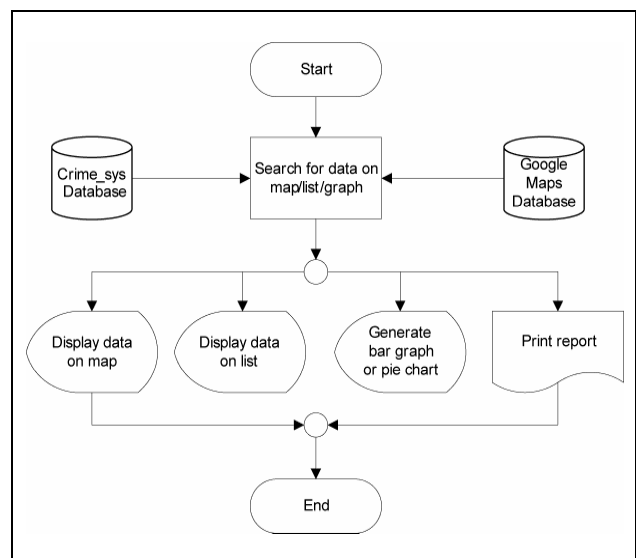 Start
Crime_sys
Database
Search for data on
map/list/graph
Google
Maps
Database
Display data
on map
Display data
on list
Generate
bar graph
or pie chart
Print report
End